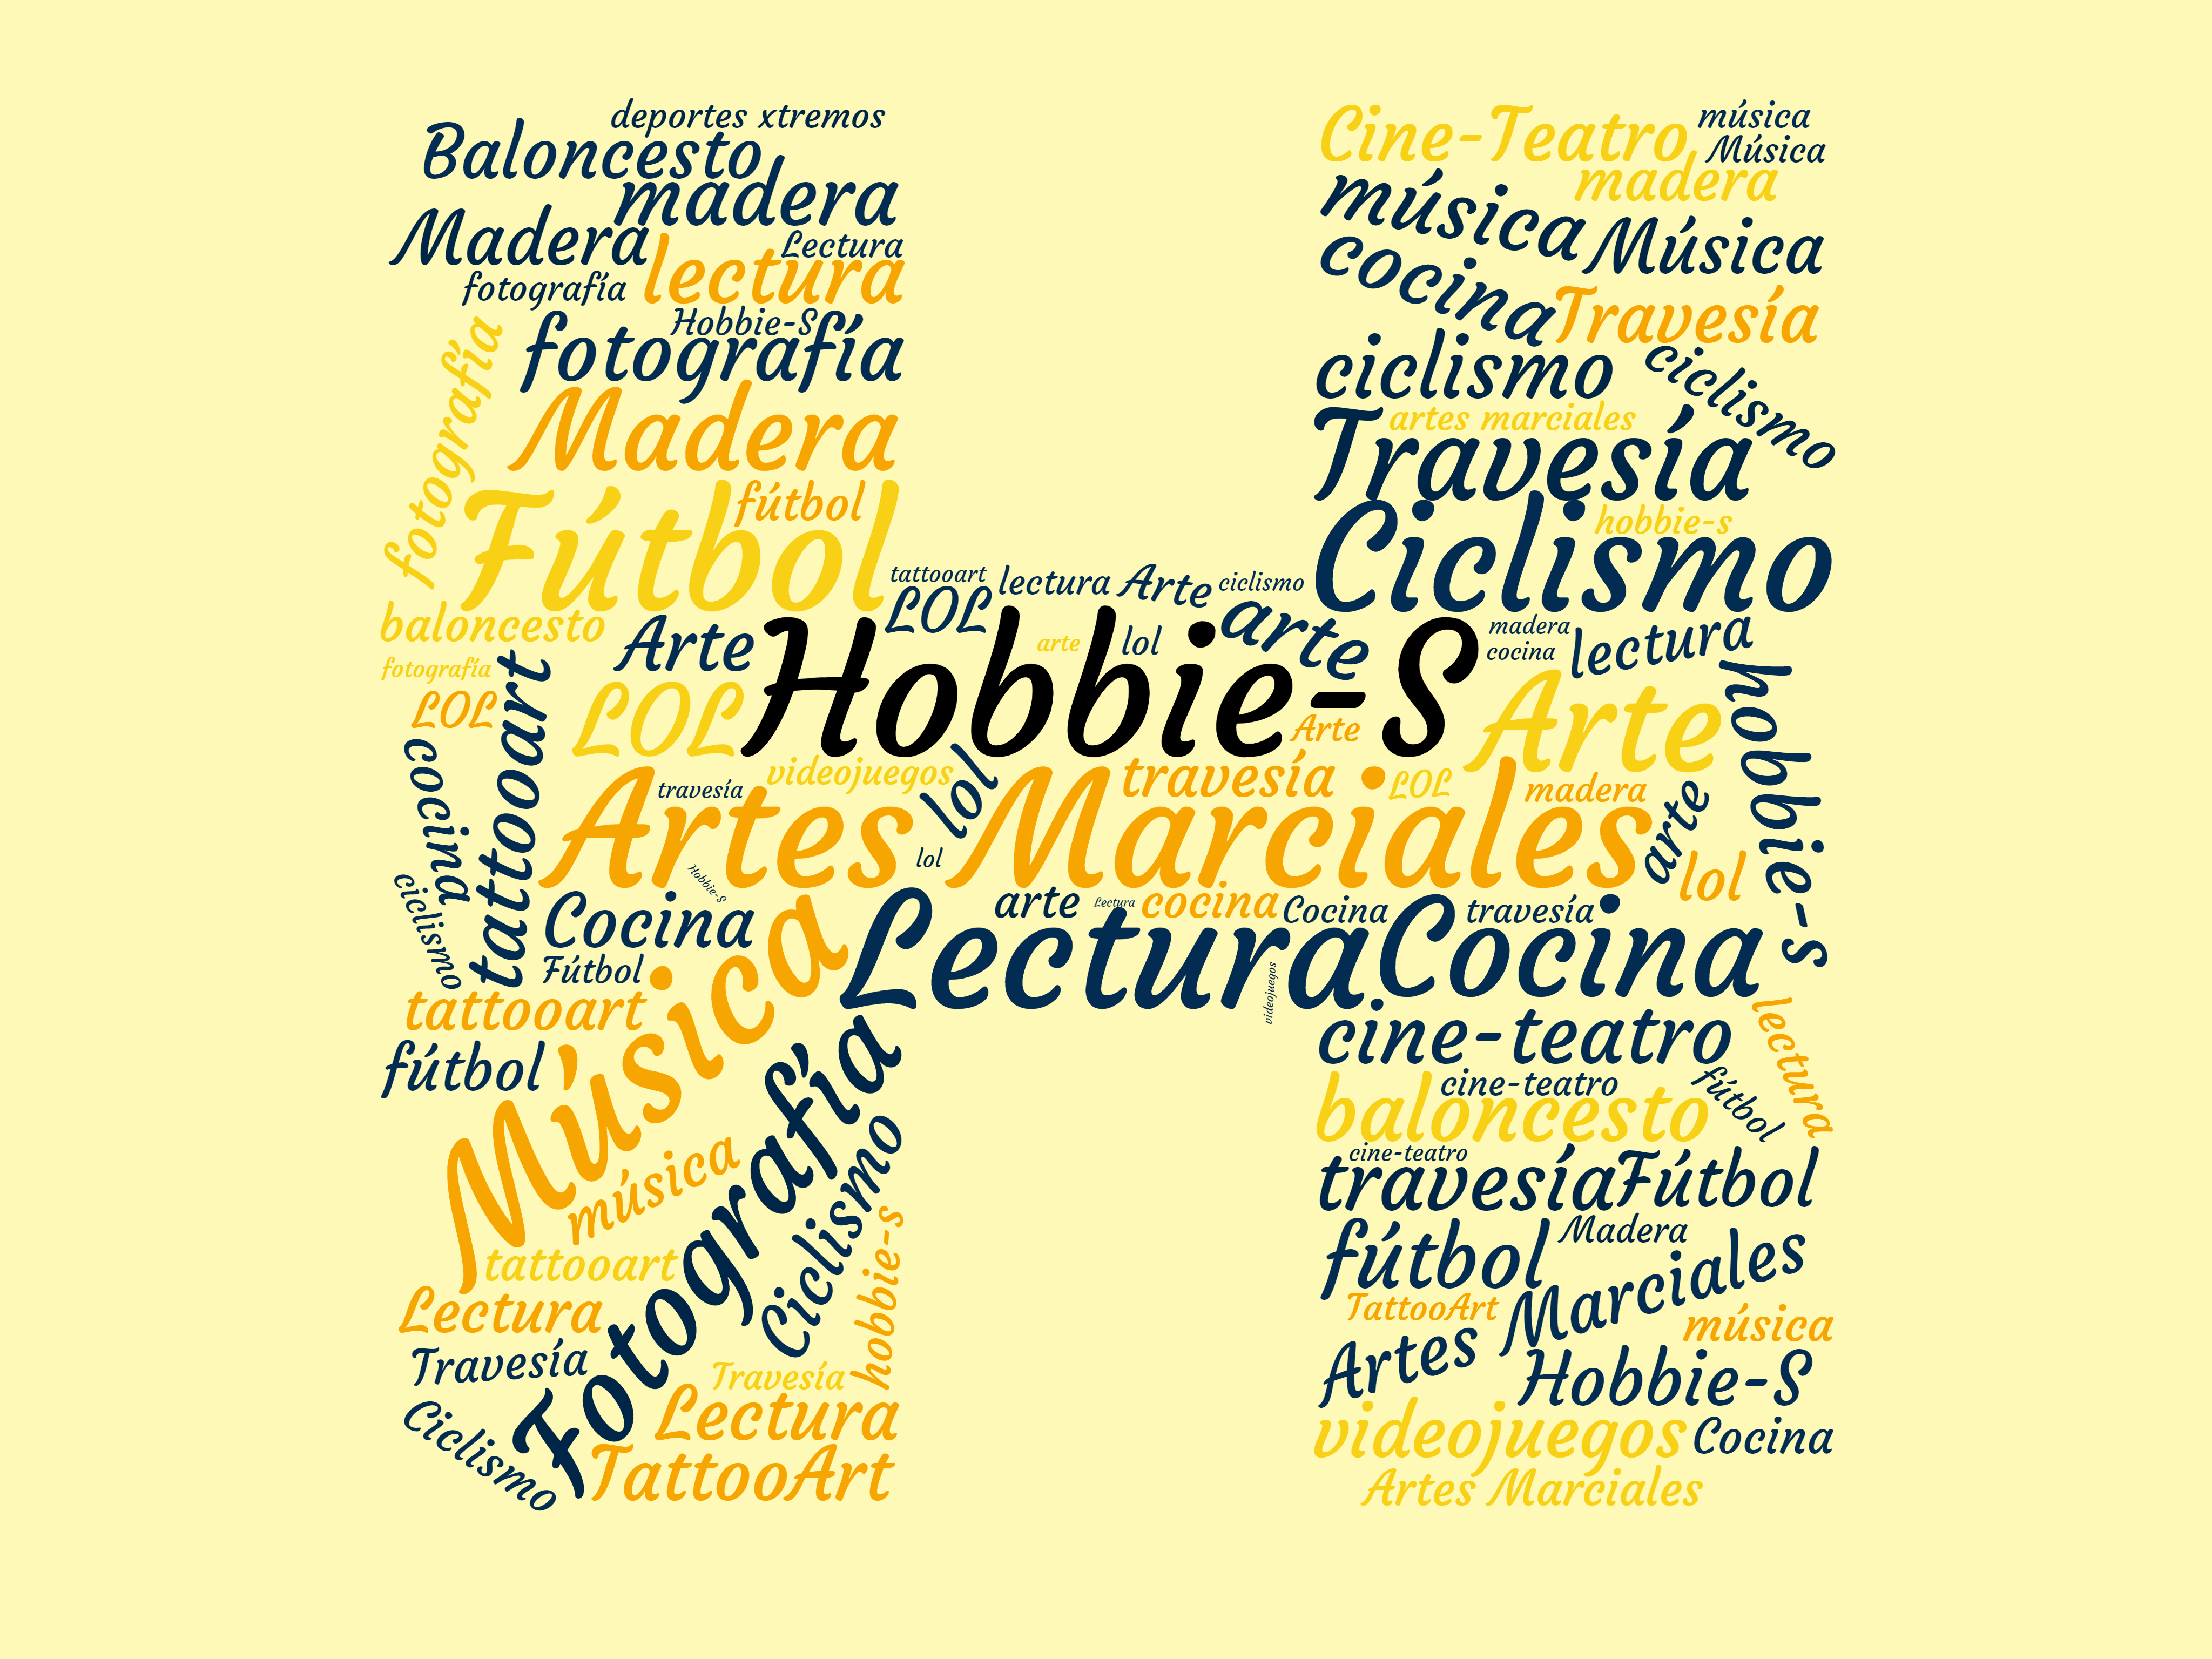 deportes xtremos
Baloncesto
madera
Madera
Lectura
lectura
fotografía
Hobbie-S
fotografía
fotografía
Madera
fútbol
Fútbol
Cine-Teatro
música
Música
madera
música
Música
cocina
Travesía
ciclismo
ciclismo
artes marciales
Travesía
hobbie-s
Ciclismo
tattooart
lectura
Arte
ciclismo
LOL
arte
baloncesto
Arte
Hobbie-S
arte
lol
madera
cocina
lectura
fotografía
LOL
tattooart
LOL
Arte
Arte
hobbie-s
cocina
travesía
videojuegos
lol
travesía
LOL
madera
Artes Marciales
arte
lol
lol
ciclismo
Hobbie-S
Cocina
arte
Lectura
cocina
Cocina
travesía
Fútbol
Lectura
Cocina
videojuegos
tattooart
Música
fútbol
cine-teatro
lectura
cine-teatro
fútbol
baloncesto
Fotografía
música
Ciclismo
cine-teatro
travesía
Fútbol
hobbie-s
tattooart
fútbol
Madera
Lectura
TattooArt
Artes Marciales
música
Travesía
Travesía
Hobbie-S
Ciclismo
Lectura
videojuegos
Cocina
TattooArt
Artes Marciales